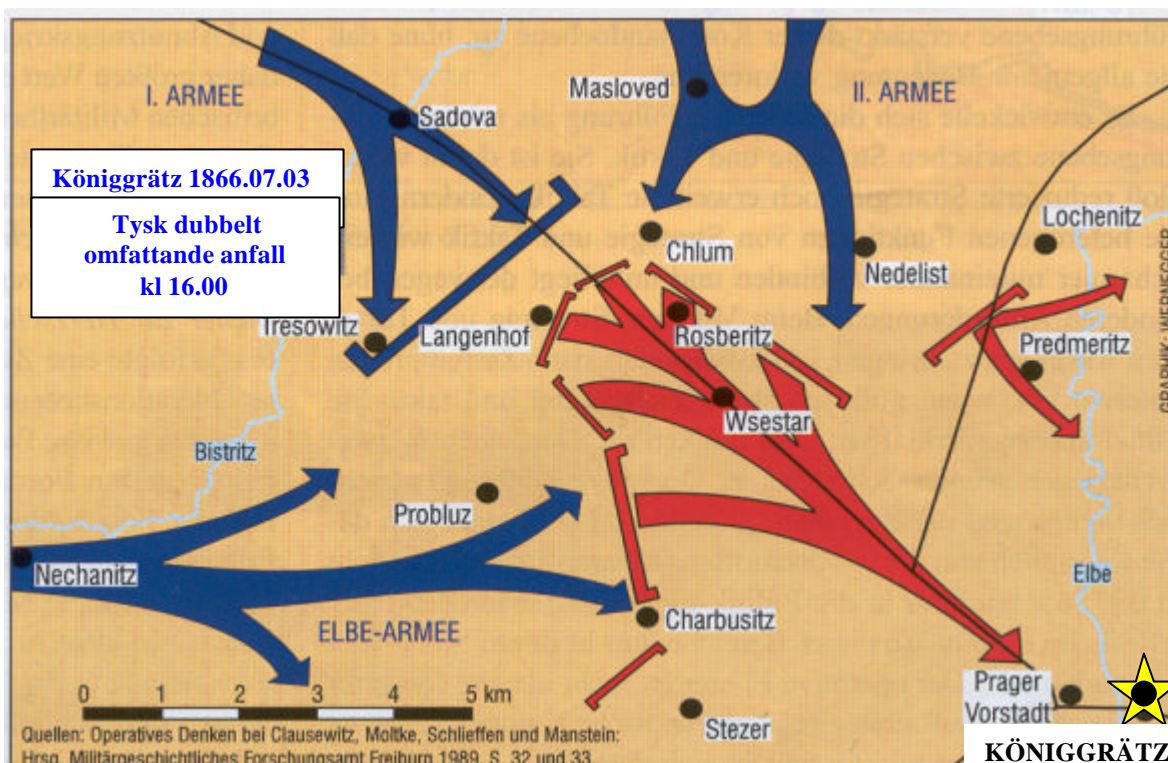 I. ARMEE
Masloved
II. ARMEE
Sadova
Königgrätz 1866.07.03
Tysk dubbelt
omfattande anfall
kl 16.00
Lochenitz
Chlum
Nedelist
Tresowitz
Langenhof
Rosberitz
Predmeritz
GRAPHIK:
Wsestar
Bistritz
Probluz
Nechanitz
Elbe
Charbusitz
ELBE-ARMEE
0 1 2 3 4 5 km
Prager
Vorstadt
Stezer
Quellen: Operatives Denken bei Clausewitz, Moltke, Schlieffen und Manstein:
Hrsg. Militärgeschichtliches Forschungsamt Freiburg 1989, S. 32 und 33
KÖNIGGRÄTZ